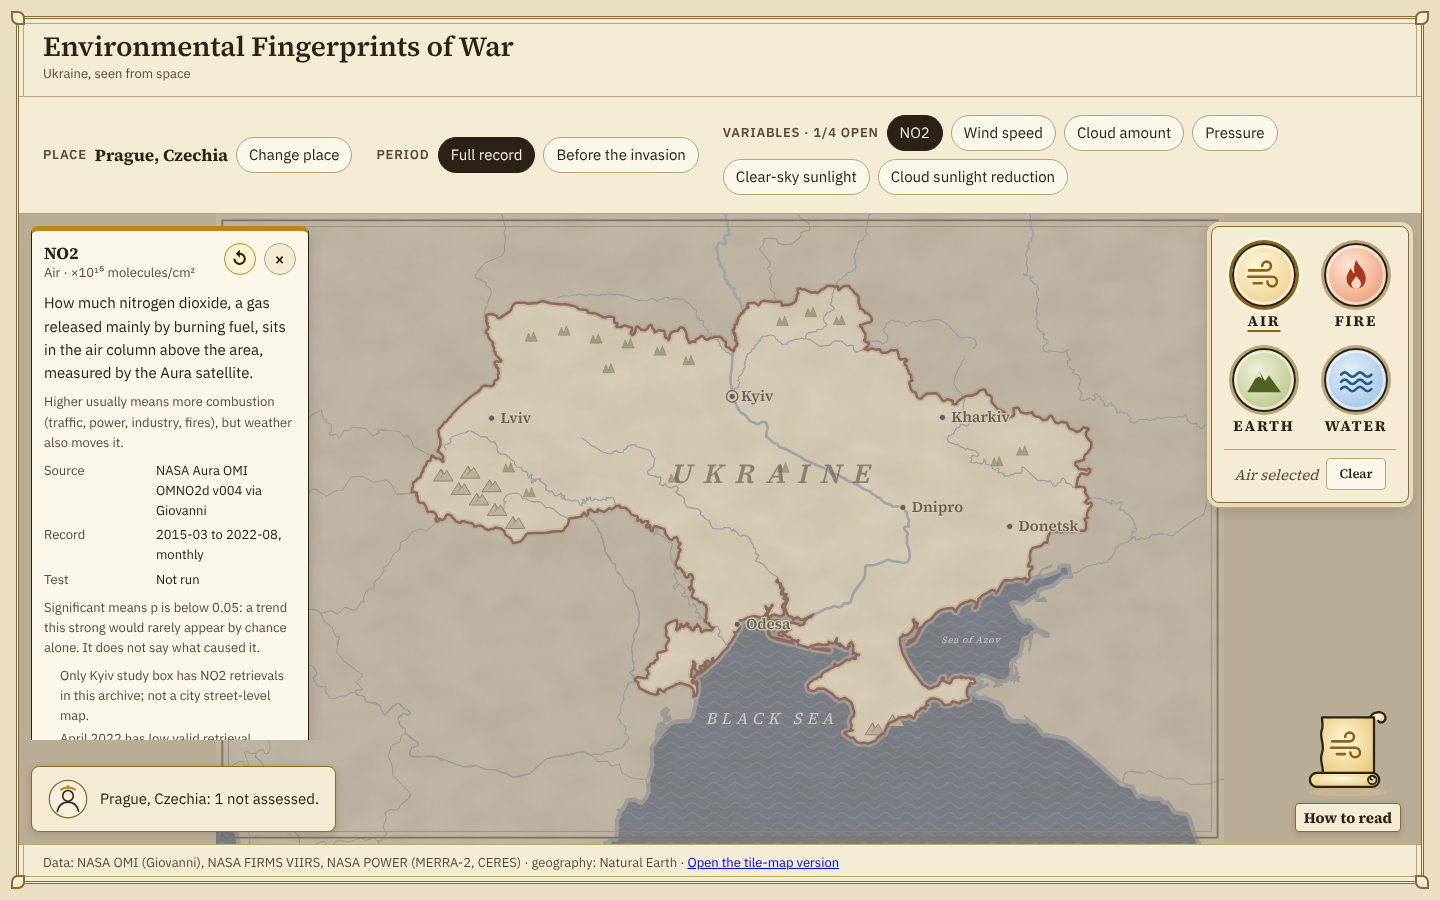 Environmental Fingerprints of War
Ukraine, seen from space
PLACE Prague, Czechia Change place
PERIOD Full record Before the invasion
VARIABLES · 1/4 OPEN NO2 Wind speed Cloud amount Pressure
Clear-sky sunlight Cloud sunlight reduction
NO2
×
Air · ×10¹⁵ molecules/cm²
How much nitrogen dioxide, a gas
released mainly by burning fuel, sits
in the air column above the area,
measured by the Aura satellite.
Higher usually means more combustion
(traffic, power, industry, fires), but weather
also moves it.
Source NASA Aura OMI
OMNO2d v004 via
Giovanni
Record 2015-03 to 2022-08,
monthly
Test Not run
Significant means p is below 0.05: a trend
this strong would rarely appear by chance
alone. It does not say what caused it.
Only Kyiv study box has NO2 retrievals
in this archive; not a city street-level
map.
April 2022 has low valid retrieval
Prague, Czechia: 1 not assessed.
Kyiv
Lviv
Kharkiv
UKRAINE
Dnipro
Donetsk
Odesa
Sea of Azov
BLACK SEA
AIR FIRE
EARTH WATER
Air selected Clear
How to read
Data: NASA OMI (Giovanni), NASA FIRMS VIIRS, NASA POWER (MERRA-2, CERES) · geography: Natural Earth · Open the tile-map version